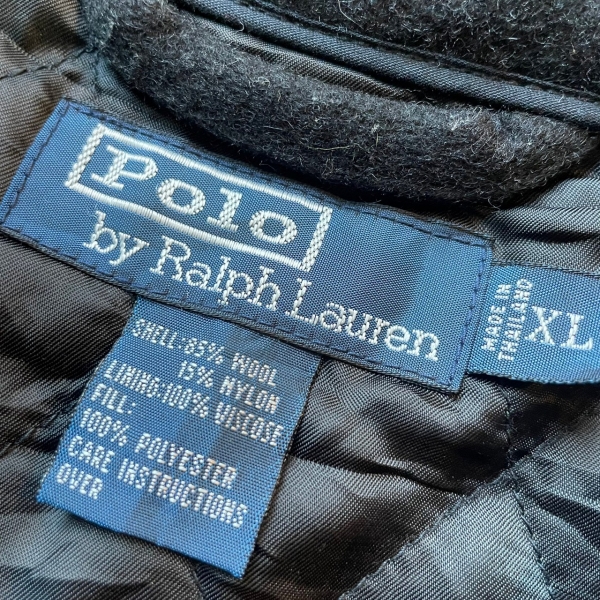 Polo
by Ralph Lauren
MADE IN
THAILAND
XL
SHELL:85% WOOL
15% NYLON
LINING:100% VISCOSE
FILL:
100% POLYESTER
CARE INSTRUCTIONS
OVER